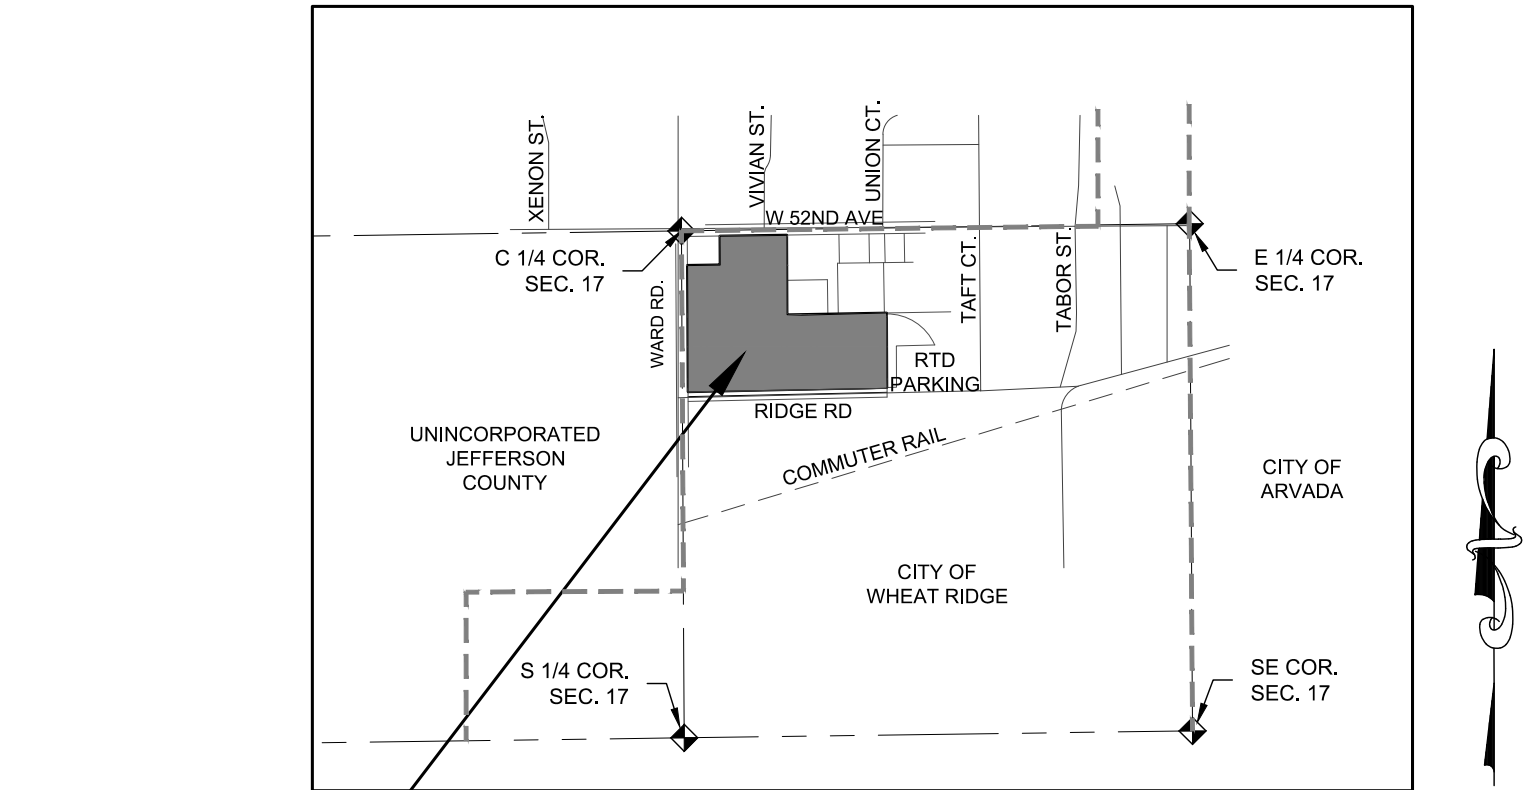 XENON ST.
VIVIAN ST.
UNION CT.
W 52ND AVE
C 1/4 COR.
SEC. 17
E 1/4 COR.
SEC. 17
WARD RD.
TAFT CT.
TABOR ST.
RTD
PARKING
RIDGE RD
UNINCORPORATED
JEFFERSON
COUNTY
COMMUTER RAIL
CITY OF
ARVADA
CITY OF
WHEAT RIDGE
S 1/4 COR.
SEC. 17
SE COR.
SEC. 17